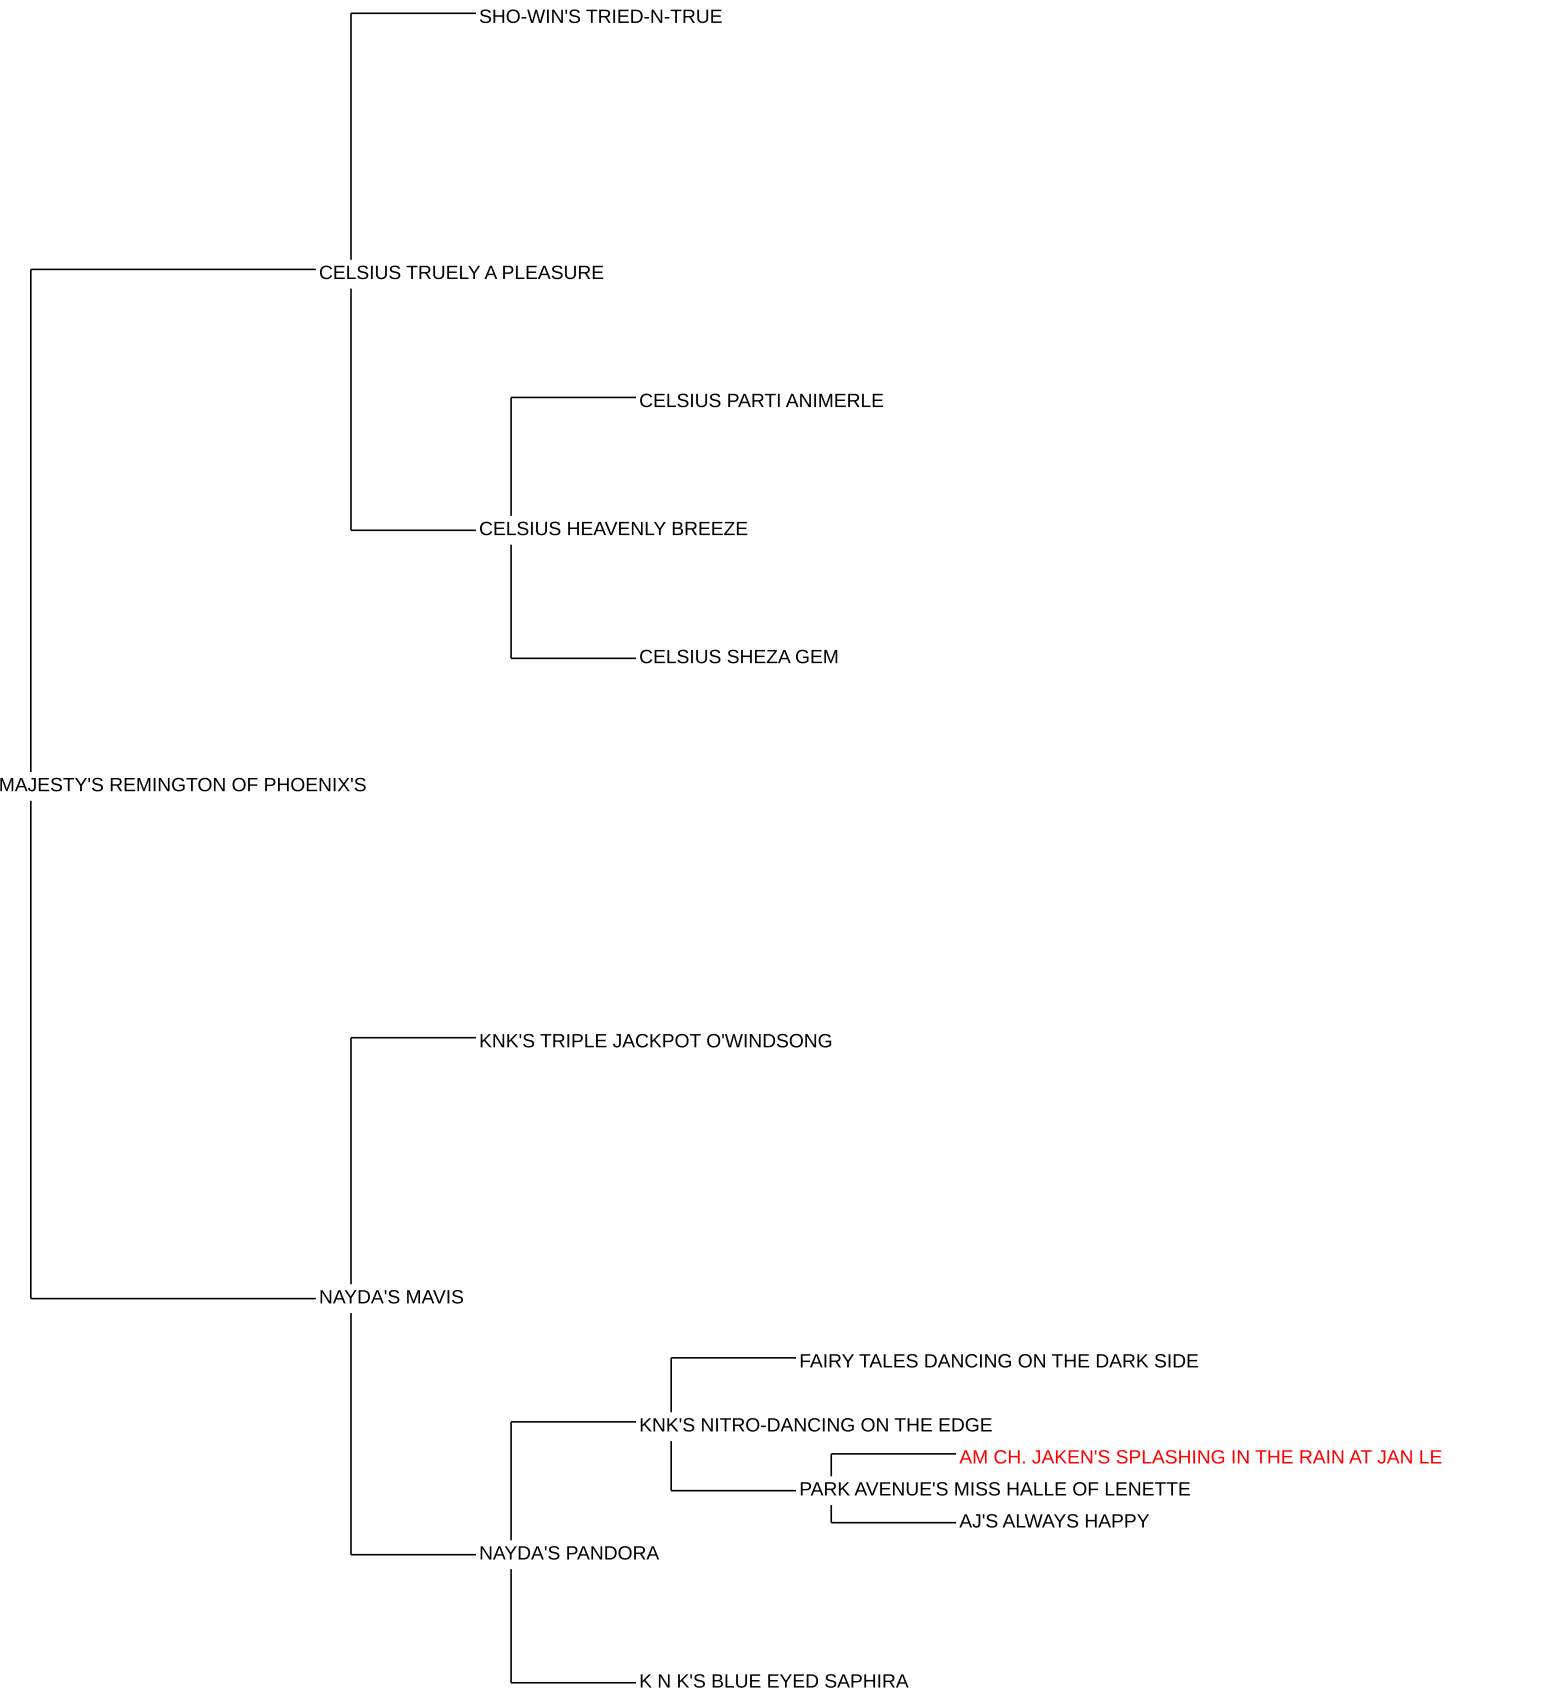 SHO-WIN'S TRIED-N-TRUE
CELSIUS TRUELY A PLEASURE
CELSIUS PARTI ANIMERLE
CELSIUS HEAVENLY BREEZE
CELSIUS SHEZA GEM
MAJESTY'S REMINGTON OF PHOENIX'S
KNK'S TRIPLE JACKPOT O'WINDSONG
NAYDA'S MAVIS
FAIRY TALES DANCING ON THE DARK SIDE
KNK'S NITRO-DANCING ON THE EDGE
AM CH. JAKEN'S SPLASHING IN THE RAIN AT JAN LE
PARK AVENUE'S MISS HALLE OF LENETTE
AJ'S ALWAYS HAPPY
NAYDA'S PANDORA
K N K'S BLUE EYED SAPHIRA